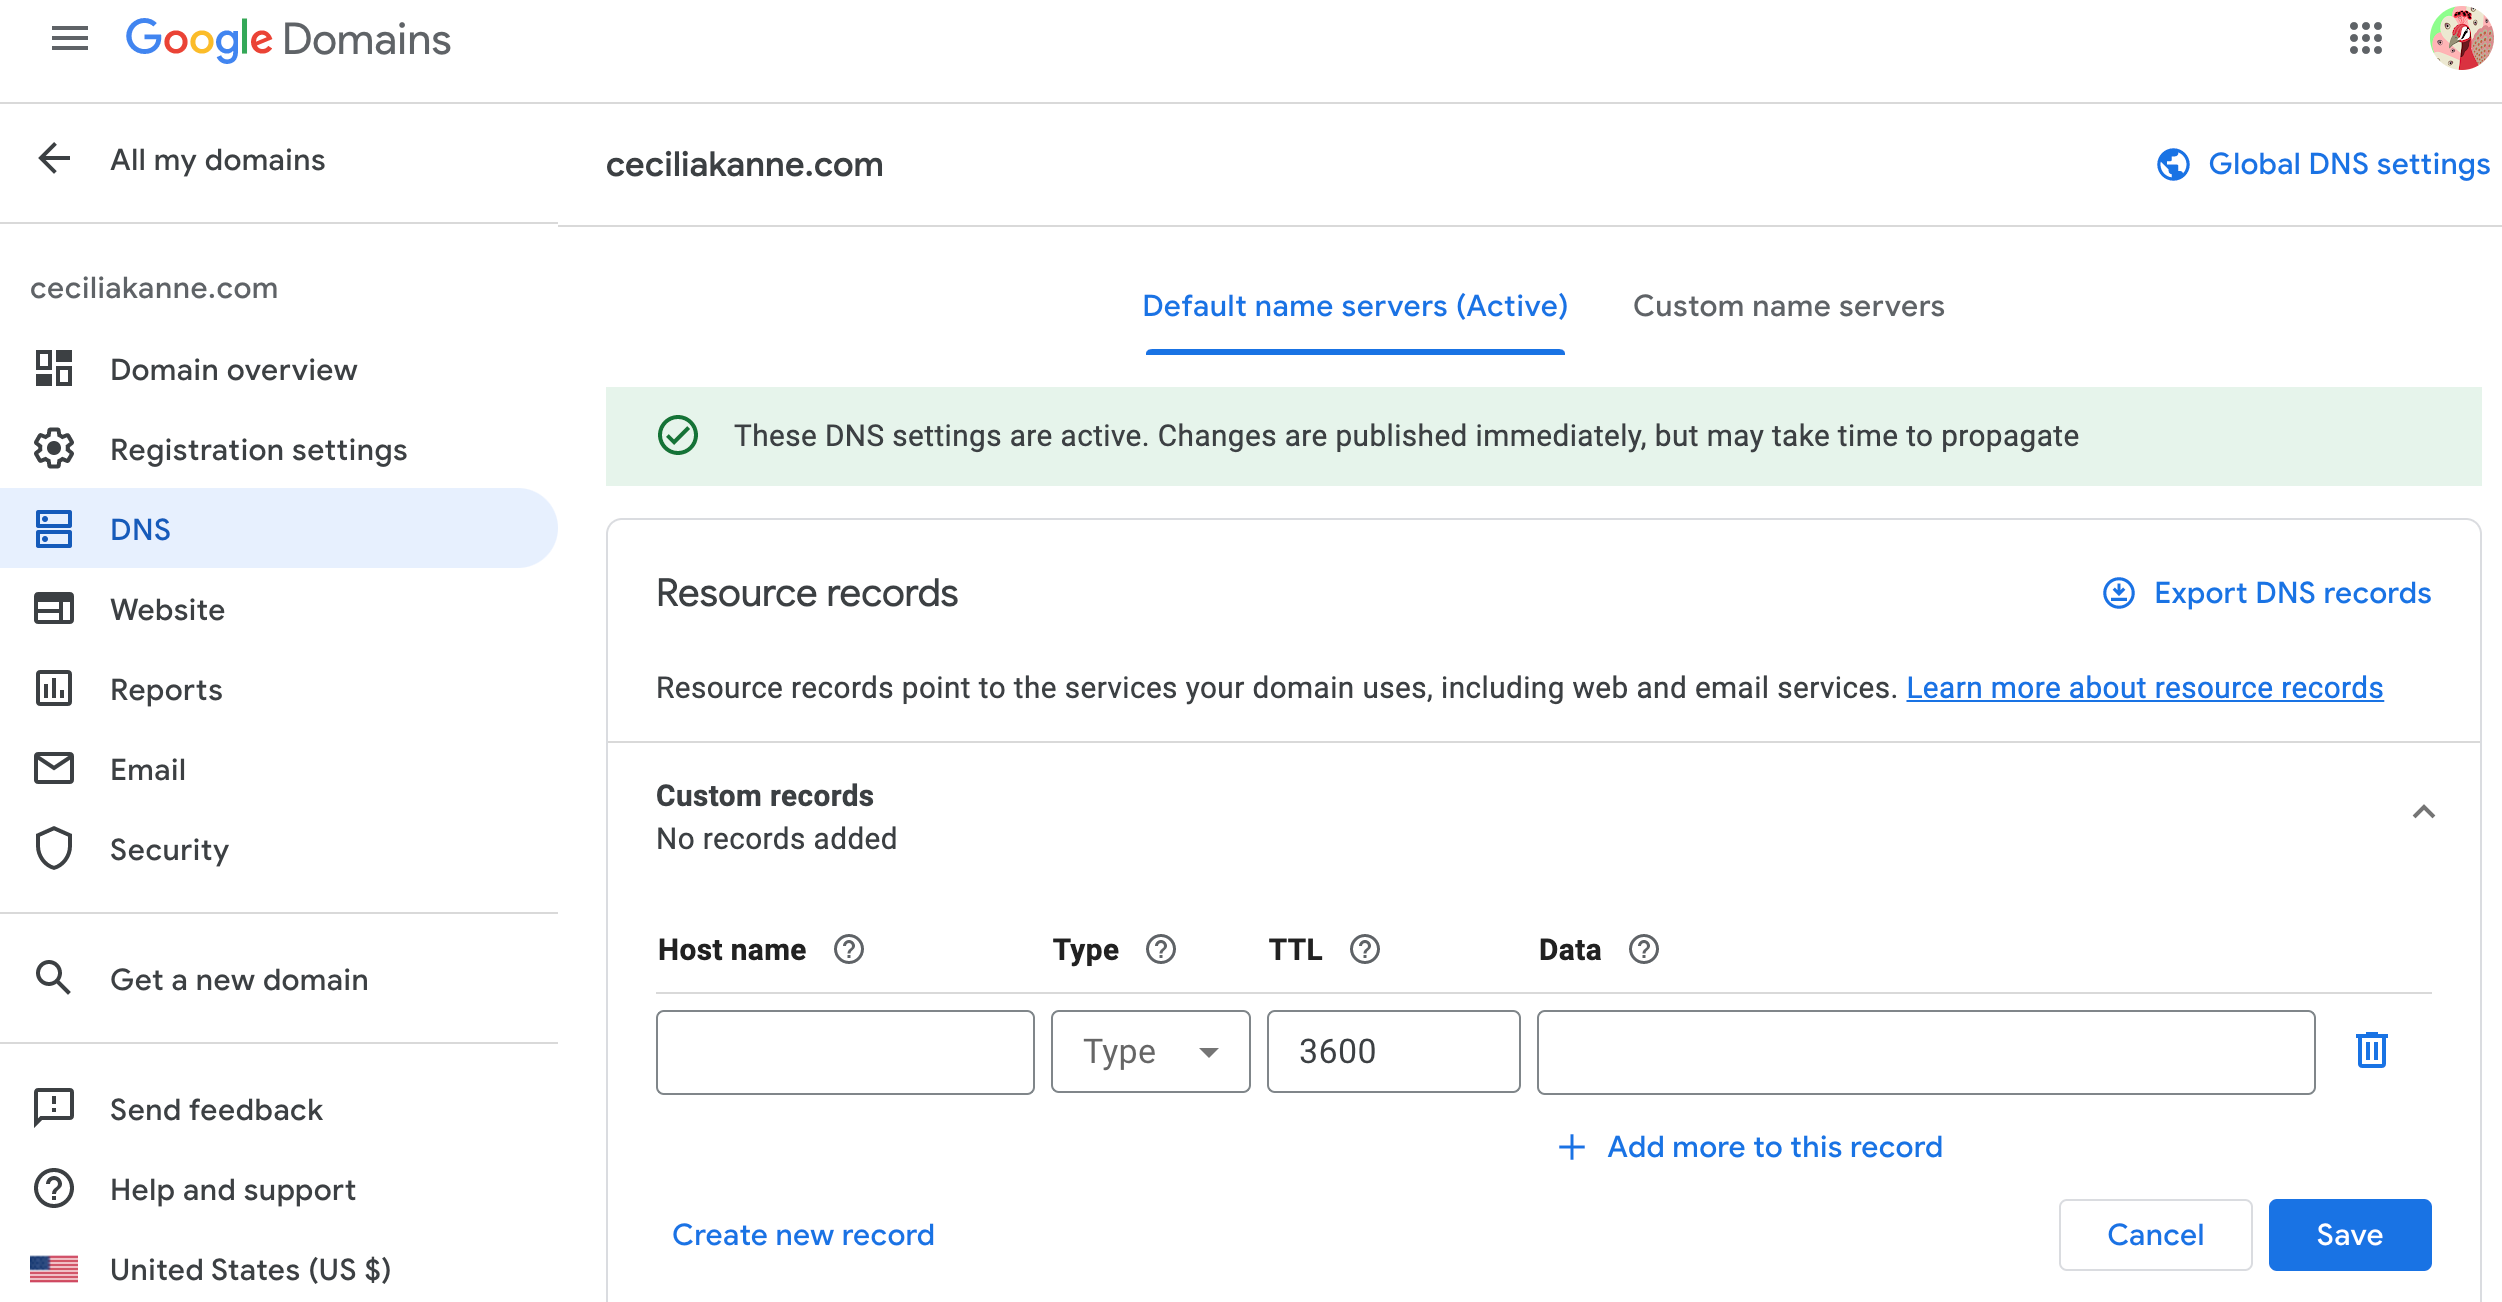 Google Domains
All my domains
ceciliakanne.com
Global DNS settings
ceciliakanne.com
Domain overview
Registration settings
DNS
Website
Reports
Email
Security
Get a new domain
Send feedback
Help and support
United States (US $)
Default name servers (Active)
Custom name servers
These DNS settings are active. Changes are published immediately, but may take time to propagate
Resource records
Export DNS records
Resource records point to the services your domain uses, including web and email services. Learn more about resource records
Custom records
No records added
Host name
Type
TTL
Data
Type
3600
Add more to this record
Create new record
Cancel
Save